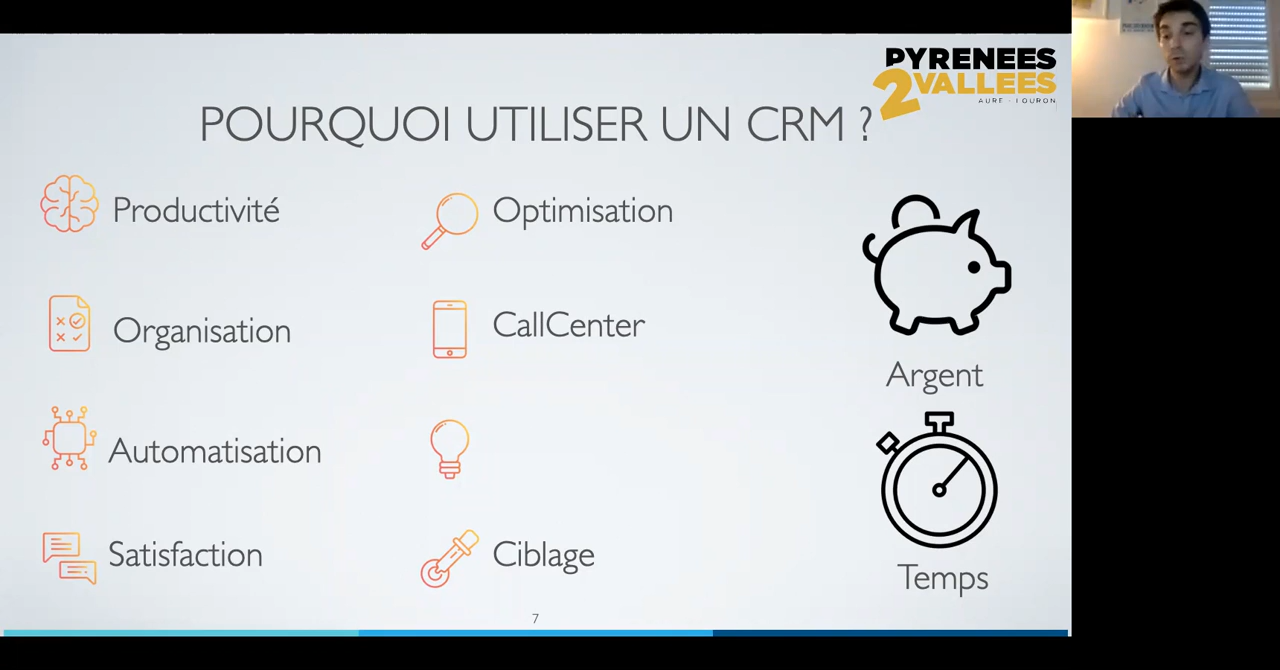 PYRENEES
2VALLEES
AURE - LOURON
POURQUOI UTILISER UN CRM ?
Productivité
Optimisation
Organisation
CallCenter
Automatisation
Satisfaction
Ciblage
Argent
Temps
7